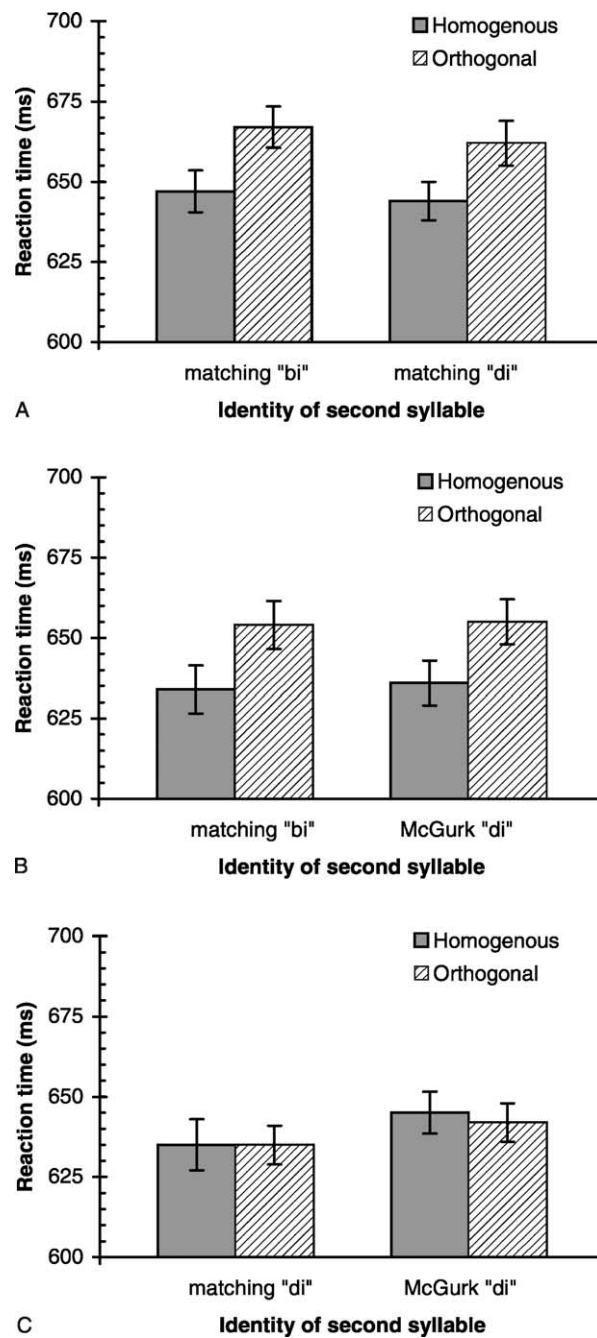 700
Homogenous
Orthogonal
675
650
625
600
Reaction time (ms)
matching "bi" matching "di"
A Identity of second syllable
700
Homogenous
Orthogonal
675
650
625
600
Reaction time (ms)
matching "bi" McGurk "di"
B Identity of second syllable
700
Homogenous
Orthogonal
675
650
625
600
Reaction time (ms)
matching "di" McGurk "di"
C Identity of second syllable